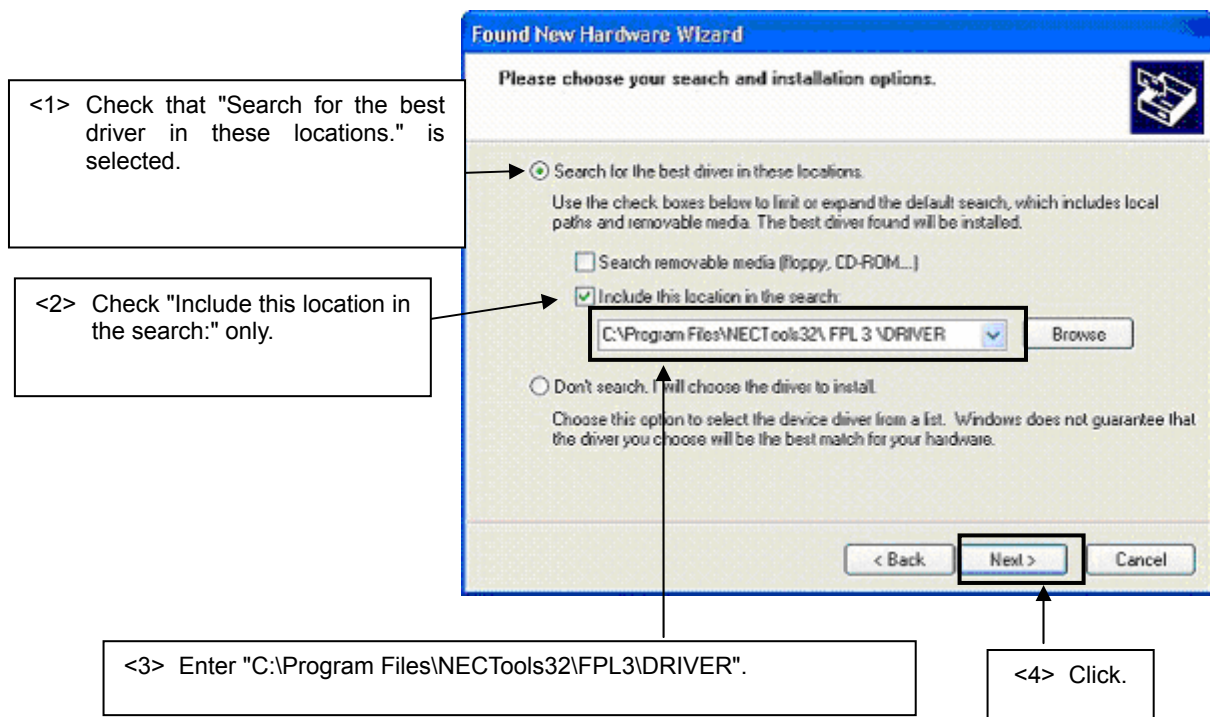 Found New Hardware Wizard
Please choose your search and installation options.
<1> Check that "Search for the best
driver in these locations." is
selected.
Search for the best driver in these locations.
Use the check boxes below to limit or expand the default search, which includes local
paths and removable media. The best driver found will be installed.
Search removable media (floppy, CD-ROM...)
<2> Check "Include this location in
the search:" only.
Include this location in the search:
C:\Program Files\NECTools32\ FPL 3 \DRIVER
Browse
Don't search. I will choose the driver to install.
Choose this option to select the device driver from a list. Windows does not guarantee that
the driver you choose will be the best match for your hardware.
< Back
Next >
Cancel
<3> Enter "C:\Program Files\NECTools32\FPL3\DRIVER".
<4> Click.